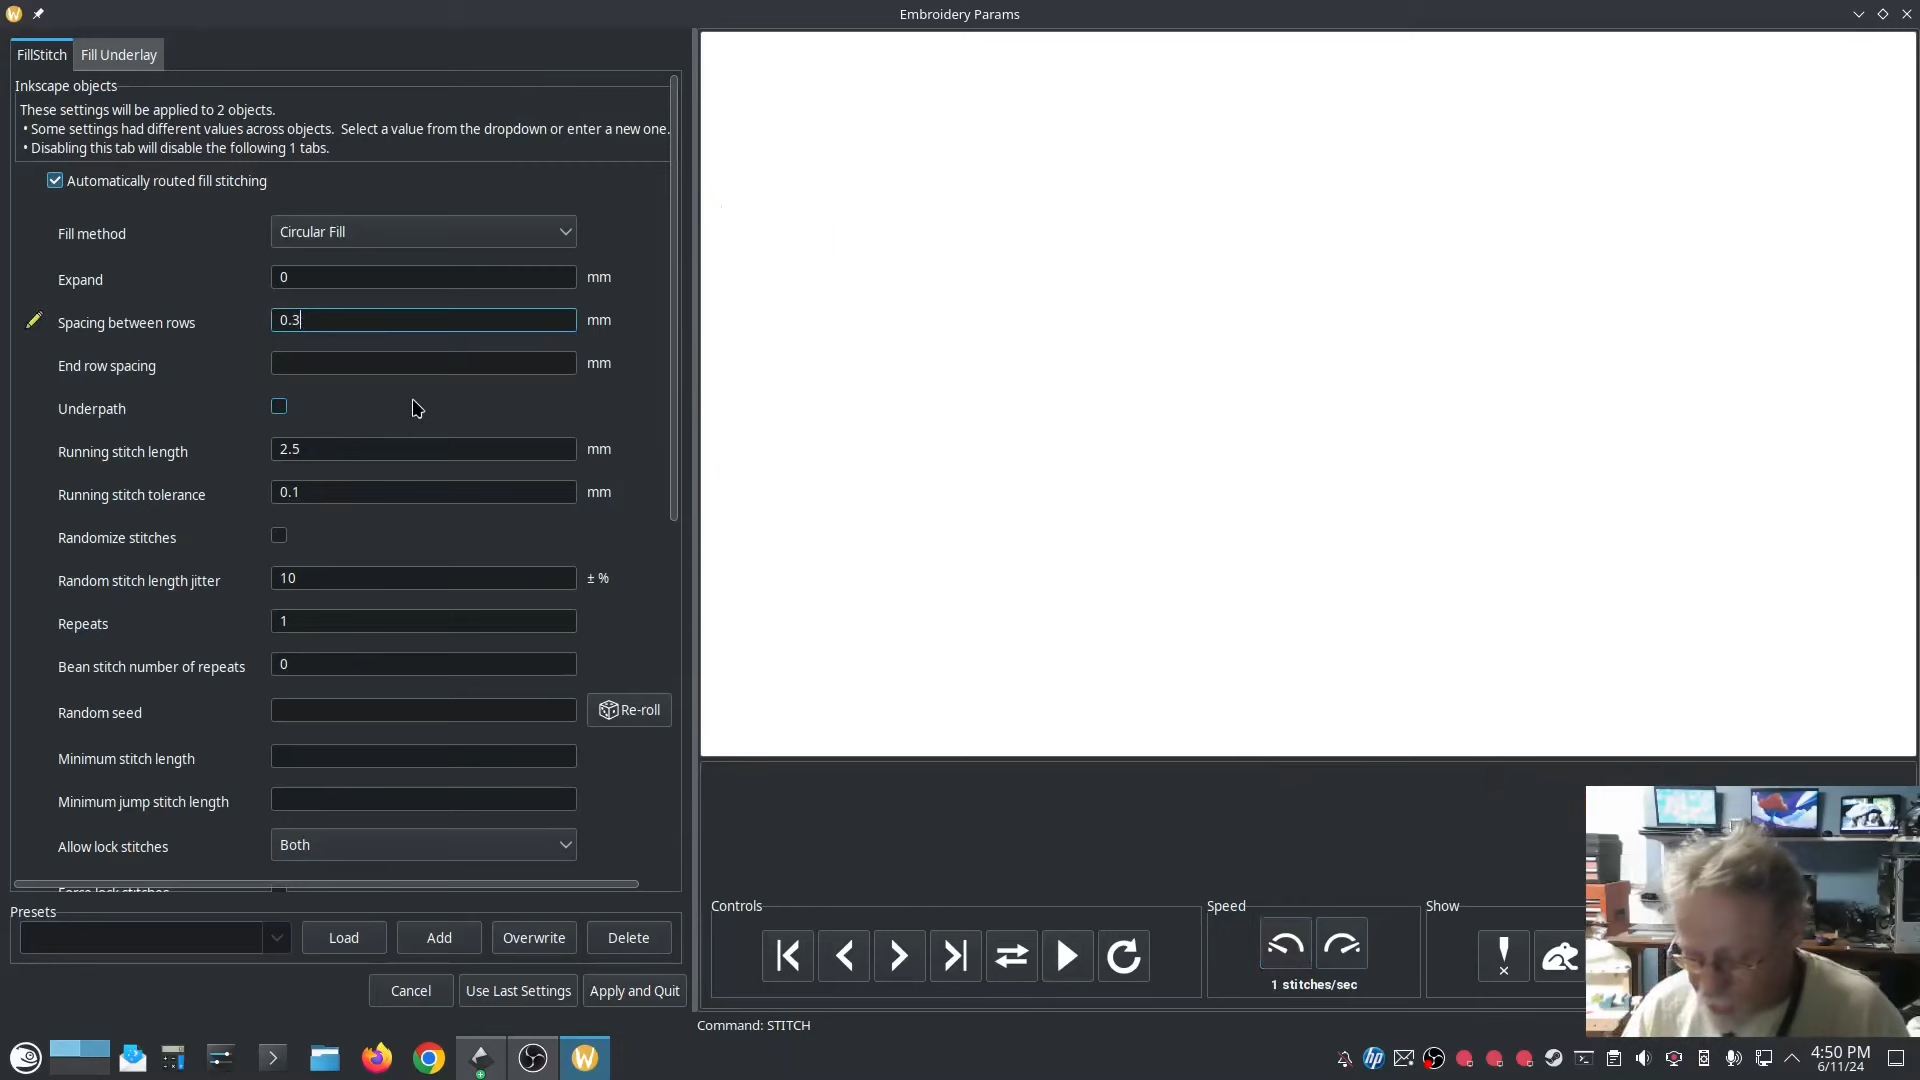 Embroidery Params
FillStitch
Fill Underlay
Inkscape objects
These settings will be applied to 2 objects.
• Some settings had different values across objects. Select a value from the dropdown or enter a new one.
• Disabling this tab will disable the following 1 tabs.
Automatically routed fill stitching
Fill method
Circular Fill
Expand
0
mm
Spacing between rows
0.3
mm
End row spacing
mm
Underpath
Running stitch length
2.5
mm
Running stitch tolerance
0.1
mm
Randomize stitches
Random stitch length jitter
10
± %
Repeats
1
Bean stitch number of repeats
0
Random seed
Re-roll
Minimum stitch length
Minimum jump stitch length
Allow lock stitches
Both
Force lock stitches
Presets
Load
Add
Overwrite
Delete
Cancel
Use Last Settings
Apply and Quit
Controls
Speed
1 stitches/sec
Show
Command: STITCH
4:50 PM
6/11/24